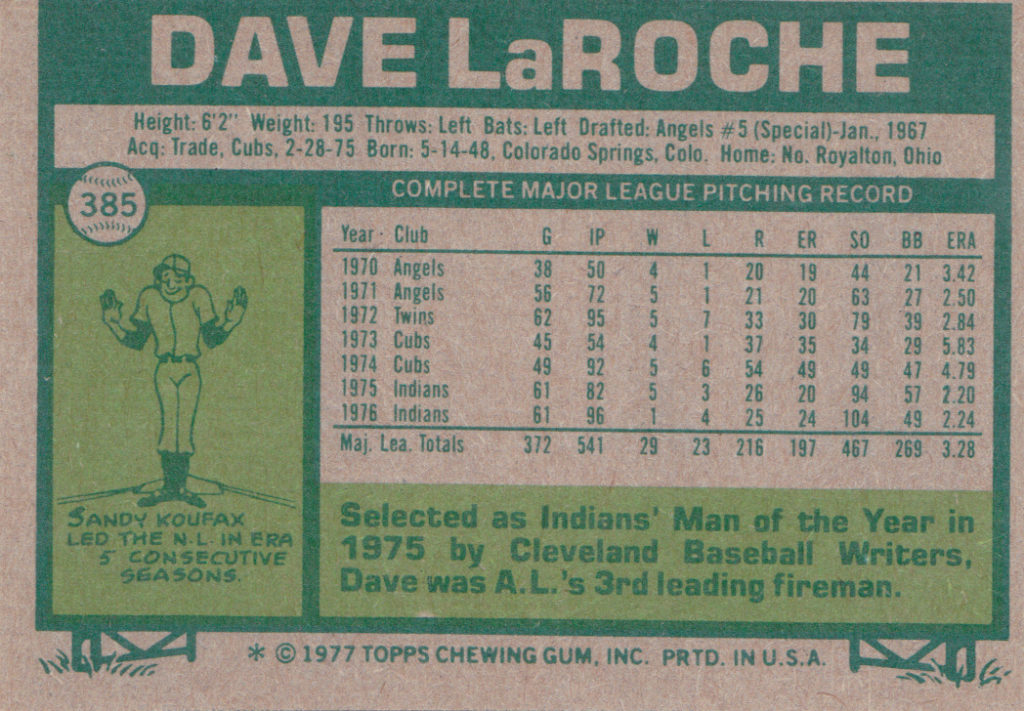 DAVE LaROCHE
Height: 6'2" Weight: 195 Throws: Left Bats: Left Drafted: Angels #5 (Special)-Jan., 1967
Acq: Trade, Cubs, 2-28-75 Born: 5-14-48, Colorado Springs, Colo. Home: No. Royalton, Ohio
385
COMPLETE MAJOR LEAGUE PITCHING RECORD
Year Club G IP W L R ER SO BB ERA
1970 Angels 38 50 4 1 20 19 44 21 3.42
1971 Angels 56 72 5 1 21 20 63 27 2.50
1972 Twins 62 95 5 7 33 30 79 39 2.84
1973 Cubs 45 54 4 1 37 35 34 29 5.83
1974 Cubs 49 92 5 6 54 49 49 47 4.79
1975 Indians 61 82 5 3 26 20 94 57 2.20
1976 Indians 61 96 1 4 25 24 104 49 2.24
Maj. Lea. Totals 372 541 29 23 216 197 467 269 3.28
SANDY KOUFAX
LED THE N.L. IN ERA
5 CONSECUTIVE
SEASONS.
Selected as Indians' Man of the Year in
1975 by Cleveland Baseball Writers,
Dave was A.L.'s 3rd leading fireman.
* © 1977 TOPPS CHEWING GUM, INC. PRTD. IN U.S.A.